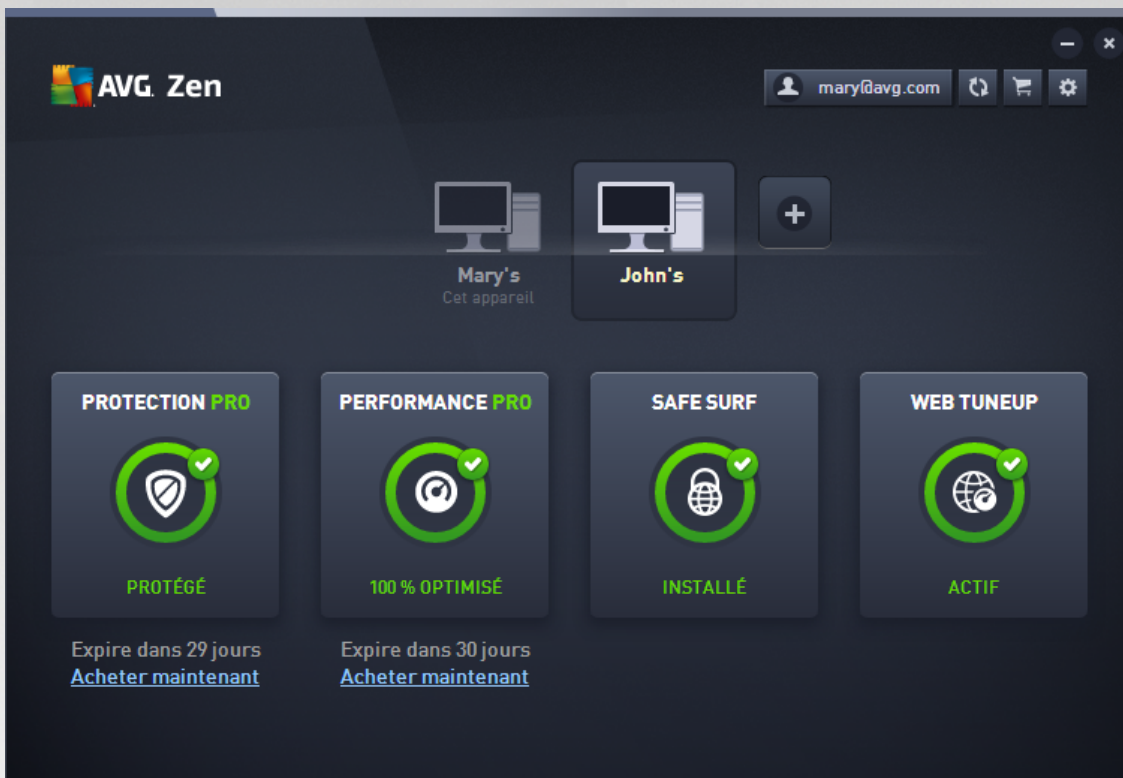 AVG. Zen
mary@avg.com
Mary's
Cet appareil
John's
PROTECTION PRO
PERFORMANCE PRO
SAFE SURF
WEB TUNEUP
PROTÉGÉ
100 % OPTIMISÉ
INSTALLÉ
ACTIF
Expire dans 29 jours
Acheter maintenant
Expire dans 30 jours
Acheter maintenant